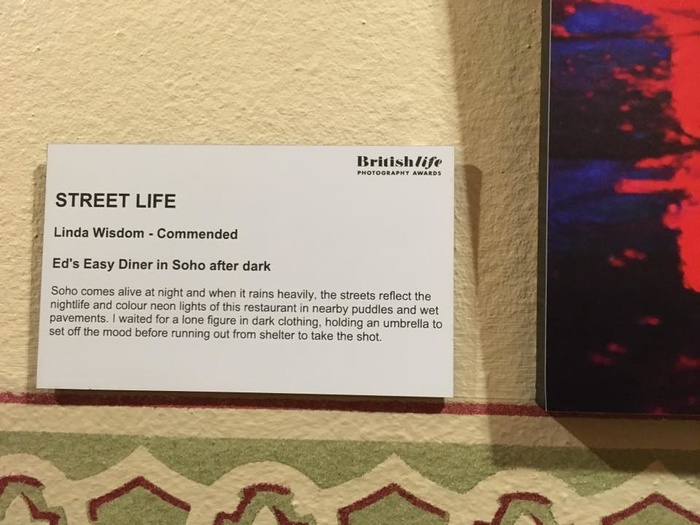 Britishlife
PHOTOGRAPHY AWARDS
STREET LIFE
Linda Wisdom - Commended
Ed's Easy Diner in Soho after dark
Soho comes alive at night and when it rains heavily, the streets reflect the
nightlife and colour neon lights of this restaurant in nearby puddles and wet
pavements. I waited for a lone figure in dark clothing, holding an umbrella to
set off the mood before running out from shelter to take the shot.